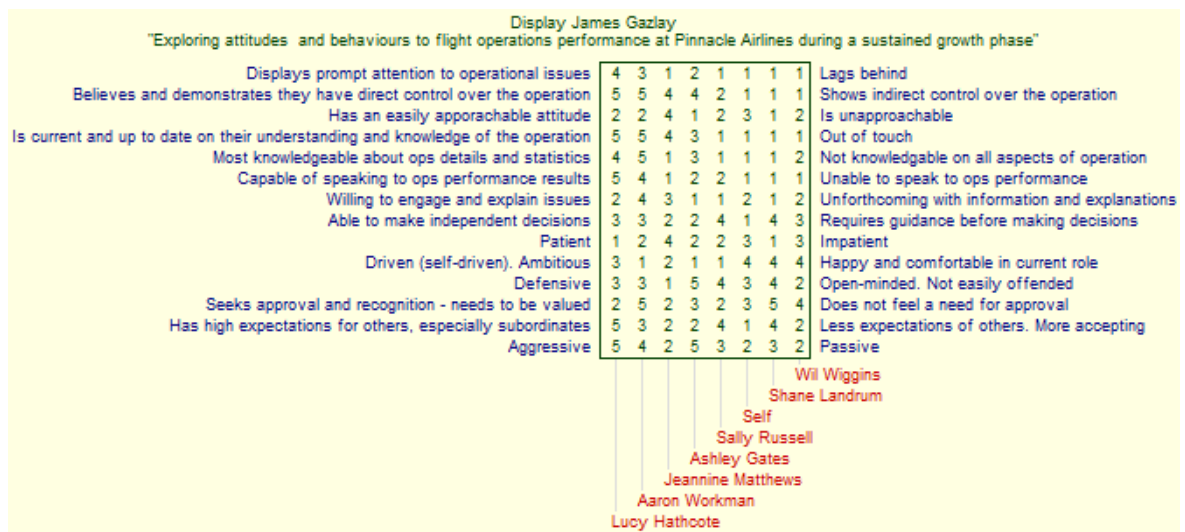 Display James Gazlay
"Exploring attitudes and behaviours to flight operations performance at Pinnacle Airlines during a sustained growth phase"
Displays prompt attention to operational issues 4 3 1 2 1 1 1 1 Lags behind
Believes and demonstrates they have direct control over the operation 5 5 4 4 2 1 1 1 Shows indirect control over the operation
Has an easily apporachable attitude 2 2 4 1 2 3 1 2 Is unapproachable
Is current and up to date on their understanding and knowledge of the operation 5 5 4 3 1 1 1 1 Out of touch
Most knowledgeable about ops details and statistics 4 5 1 3 1 1 1 2 Not knowledgable on all aspects of operation
Capable of speaking to ops performance results 5 4 1 2 2 1 1 1 Unable to speak to ops performance
Willing to engage and explain issues 2 4 3 1 1 2 1 2 Unforthcoming with information and explanations
Able to make independent decisions 3 3 2 2 4 1 4 3 Requires guidance before making decisions
Patient 1 2 4 2 2 3 1 3 Impatient
Driven (self-driven). Ambitious 3 1 2 1 1 4 4 4 Happy and comfortable in current role
Defensive 3 3 1 5 4 3 4 2 Open-minded. Not easily offended
Seeks approval and recognition - needs to be valued 2 5 2 3 2 3 5 4 Does not feel a need for approval
Has high expectations for others, especially subordinates 5 3 2 2 4 1 4 2 Less expectations of others. More accepting
Aggressive 5 4 2 5 3 2 3 2 Passive
Wil Wiggins
Shane Landrum
Self
Sally Russell
Ashley Gates
Jeannine Matthews
Aaron Workman
Lucy Hathcote